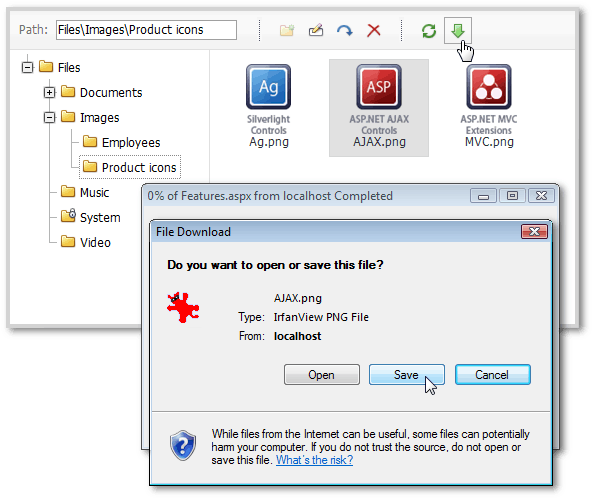 Path: Files\Images\Product icons
Files
Documents
Images
Employees
Product icons
Music
System
Video
Ag
Silverlight
Controls
Ag.png
ASP
ASP.NET AJAX
Controls
AJAX.png
ASP.NET MVC
Extensions
MVC.png
0% of Features.aspx from localhost Completed
File Download
Do you want to open or save this file?
AJAX.png
Type: IrfanView PNG File
From: localhost
Open Save Cancel
While files from the Internet can be useful, some files can potentially
harm your computer. If you do not trust the source, do not open or
save this file. What's the risk?